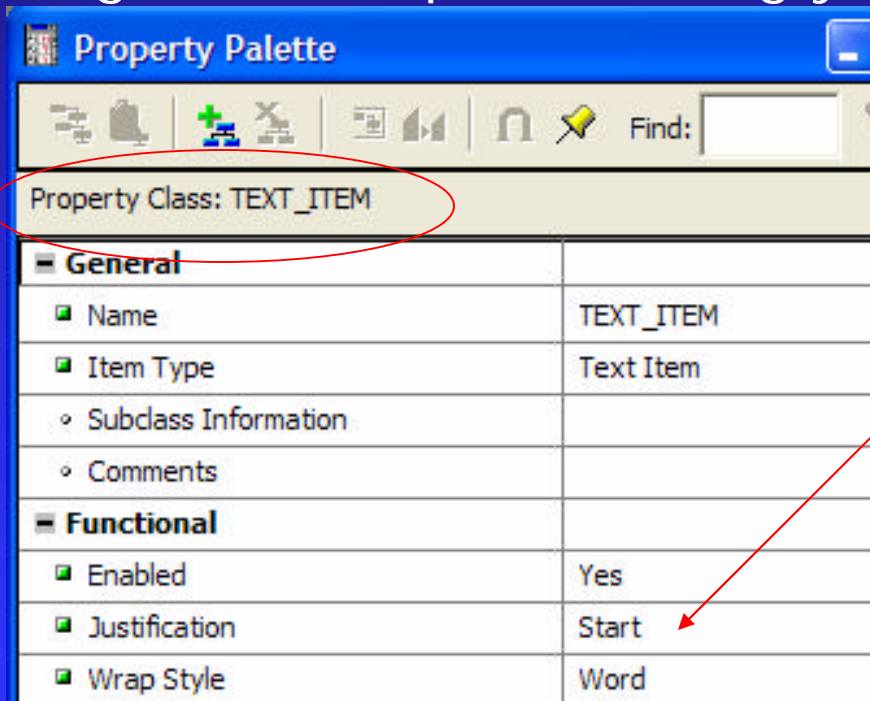 Property Palette
Find:
Property Class: TEXT_ITEM
General
Name TEXT_ITEM
Item Type Text Item
Subclass Information
Comments
Functional
Enabled Yes
Justification Start
Wrap Style Word